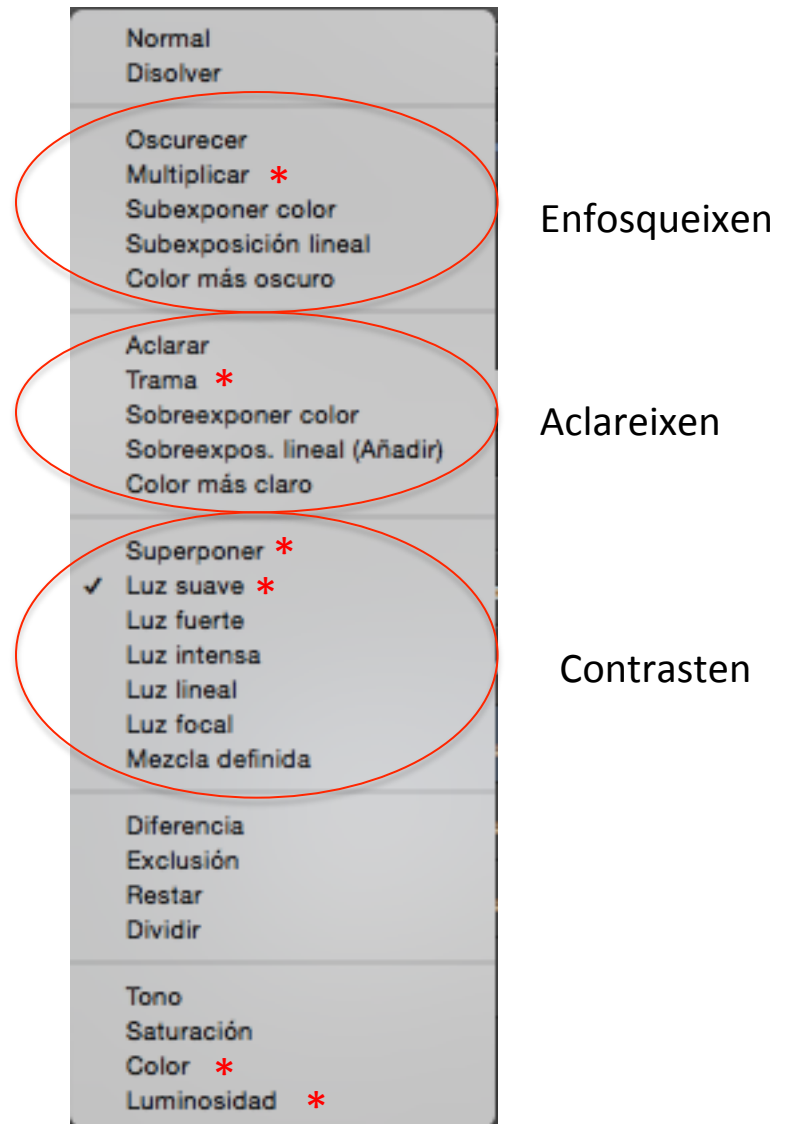 Normal
Disolver
Oscurecer
Multiplicar *
Subexponer color
Subexposición lineal
Color más oscuro
Enfosqueixen
Aclarar
Trama *
Sobreexponer color
Sobreexpos. lineal (Añadir)
Color más claro
Aclareixen
Superponer *
✓ Luz suave *
Luz fuerte
Luz intensa
Luz lineal
Luz focal
Mezcla definida
Contrasten
Diferencia
Exclusión
Restar
Dividir
Tono
Saturación
Color *
Luminosidad *